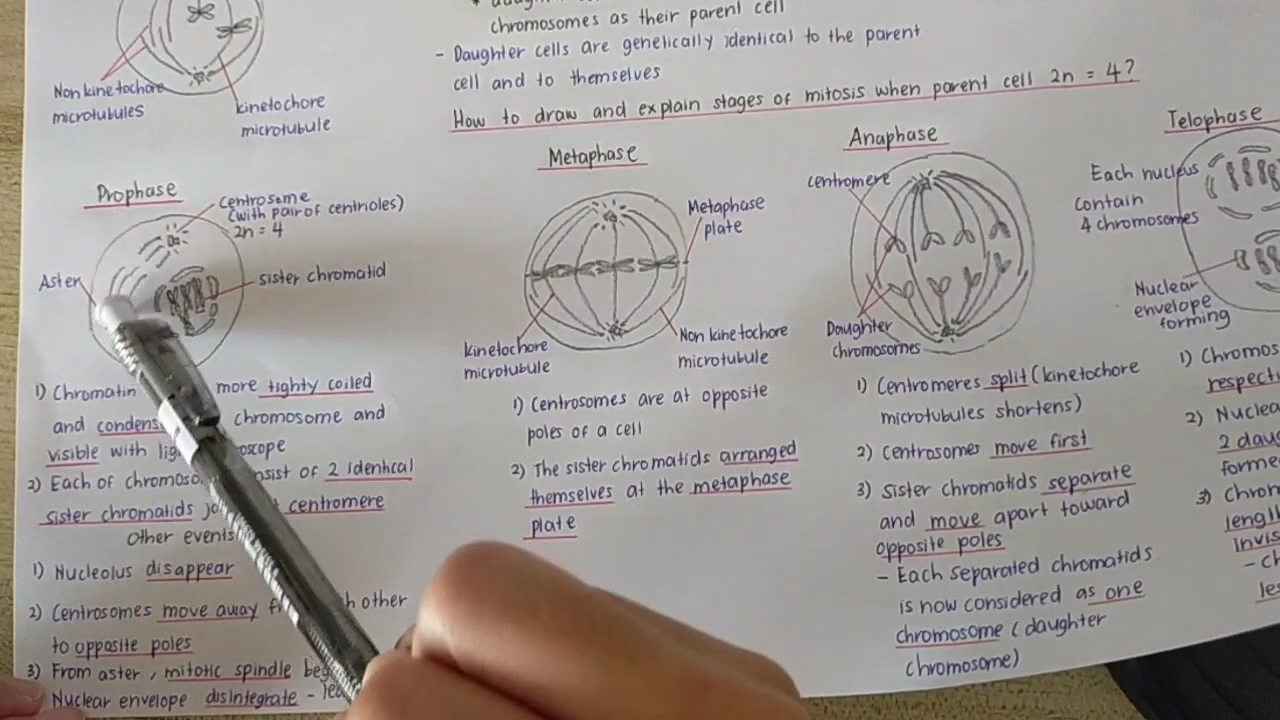 chromosomes as their parent cell
- Daughter cells are genetically identical to the parent
cell and to themselves
Non kinetochore
microtubules
kinetochore
microtubule
How to draw and explain stages of mitosis when parent cell 2n = 4?
Prophase
Centrosome
(with pair of centrioles)
2n = 4
Aster
sister chromatid
1) Chromatin more tighty coiled
and chromosome and
visible with
2) Each of 2 identical
sister chromatids centromere
Other events
1) Nucleolus disappear
2) Centrosomes move away other
to opposite poles
3) From aster, mitotic spindle
Nuclear envelope disintegrate -
Metaphase
Metaphase
plate
kinetochore
microtubule
Non kinetochore
microtubule
1) Centrosomes are at opposite
poles of a cell
2) The sister chromatids arranged
themselves at the metaphase
plate
Anaphase
centromere
Daughter
chromosomes
1) Centromeres split (kinetochore
microtubules shortens)
2) Centrosomes move first
3) Sister chromatids separate
and move apart toward
opposite poles
- Each separated chromatids
is now considered as one
chromosome (daughter
chromosome)
Telophase
Each nucleus
contain
4 chromosomes
Nuclear
envelope
forming
1)
2)
2
3)